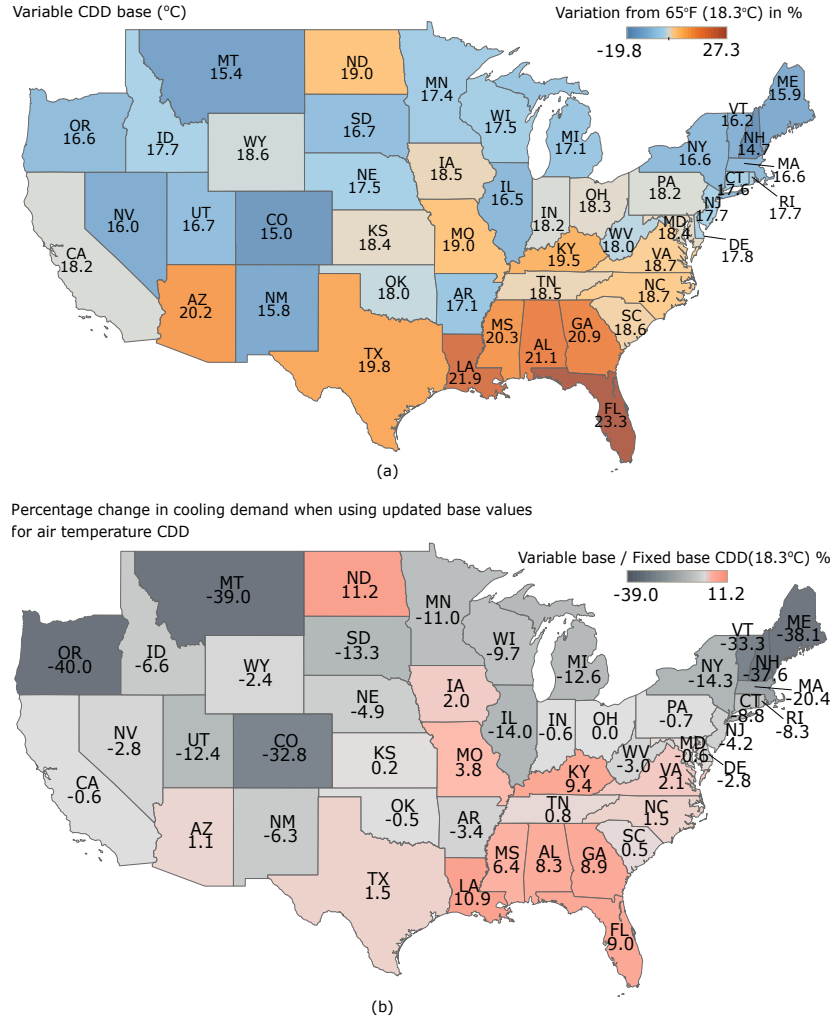 Variable CDD base (°C)
Variation from 65°F (18.3°C) in %
-19.8 27.3
MT
15.4
ND
19.0
MN
17.4
ME
15.9
OR
16.6
ID
17.7
WY
18.6
SD
16.7
WI
17.5
MI
17.1
VT
16.2
NH
14.7
NY
16.6
MA
16.6
CT
17.6
RI
17.7
NE
17.5
IA
18.5
IL
16.5
IN
18.2
OH
18.3
PA
18.2
NJ
17.7
MD
18.4
DE
17.8
NV
16.0
UT
16.7
CO
15.0
KS
18.4
MO
19.0
KY
19.5
WV
18.0
VA
18.7
CA
18.2
AZ
20.2
NM
15.8
OK
18.0
AR
17.1
TN
18.5
NC
18.7
SC
18.6
TX
19.8
LA
21.9
MS
20.3
AL
21.1
GA
20.9
FL
23.3
(a)
Percentage change in cooling demand when using updated base values
for air temperature CDD
Variable base / Fixed base CDD(18.3°C) %
-39.0 11.2
MT
-39.0
ND
11.2
MN
-11.0
ME
-38.1
OR
-40.0
ID
-6.6
WY
-2.4
SD
-13.3
WI
-9.7
MI
-12.6
VT
-33.3
NH
-37.6
NY
-14.3
MA
-20.4
CT
-8.8
RI
-8.3
NE
-4.9
IA
2.0
IL
-14.0
IN
-0.6
OH
0.0
PA
-0.7
NJ
-4.2
MD
-0.6
DE
-2.8
NV
-2.8
UT
-12.4
CO
-32.8
KS
0.2
MO
3.8
KY
9.4
WV
-3.0
VA
2.1
CA
-0.6
AZ
1.1
NM
-6.3
OK
-0.5
AR
-3.4
TN
0.8
NC
1.5
SC
0.5
TX
1.5
LA
10.9
MS
6.4
AL
8.3
GA
8.9
FL
9.0
(b)